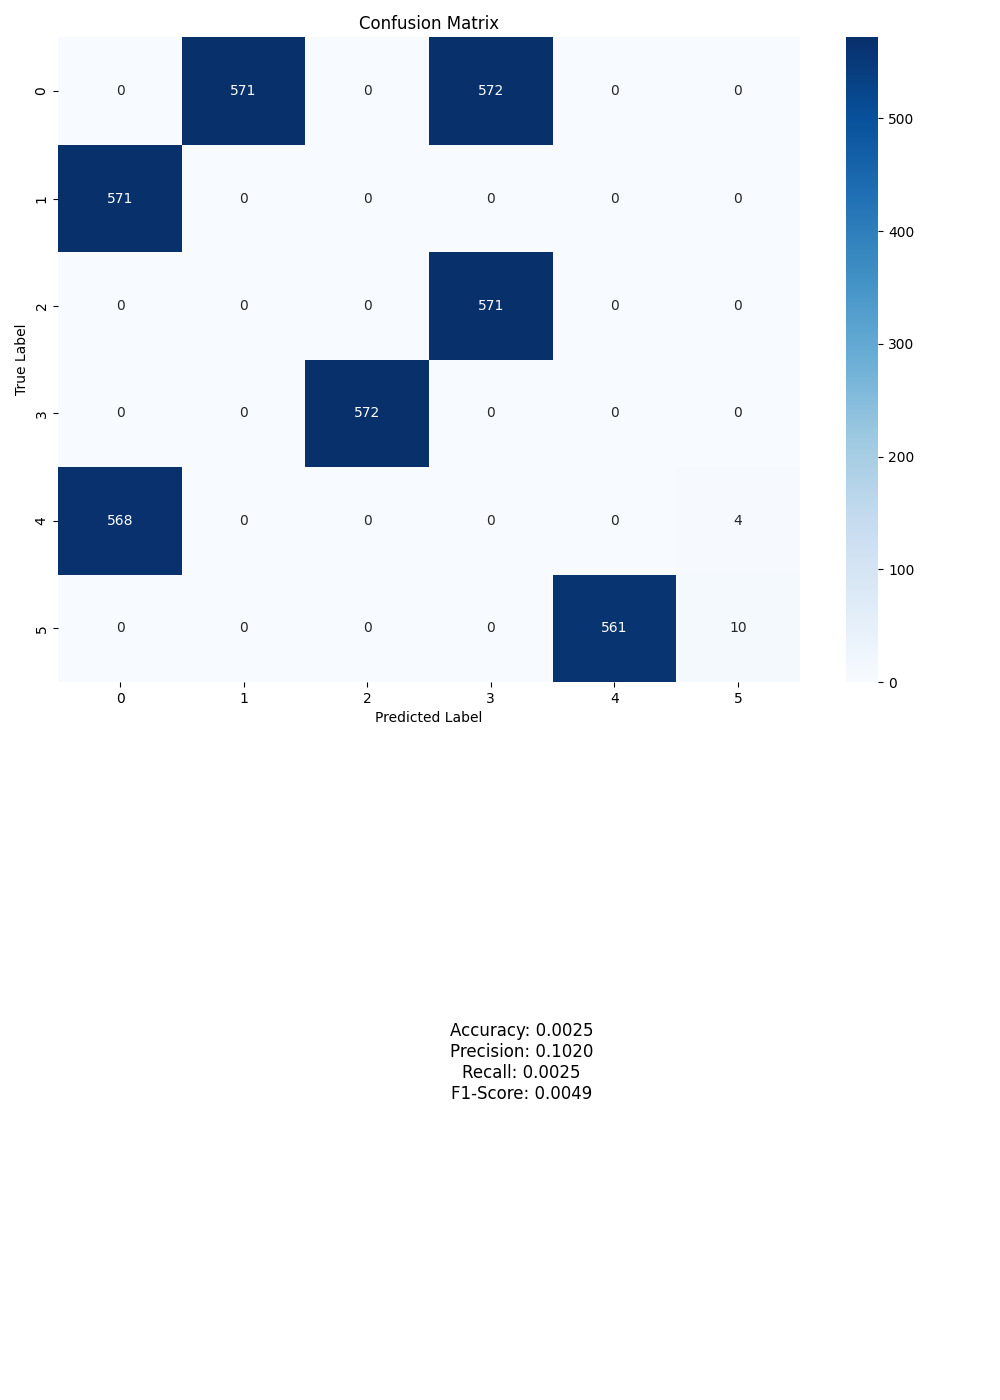 Confusion Matrix
0 0 571 0 572 0 0
1 571 0 0 0 0 0
2 0 0 0 571 0 0
3 0 0 572 0 0 0
4 568 0 0 0 0 4
5 0 0 0 0 561 10
0 1 2 3 4 5
True Label
Predicted Label
500
400
300
200
100
0
Accuracy: 0.0025
Precision: 0.1020
Recall: 0.0025
F1-Score: 0.0049